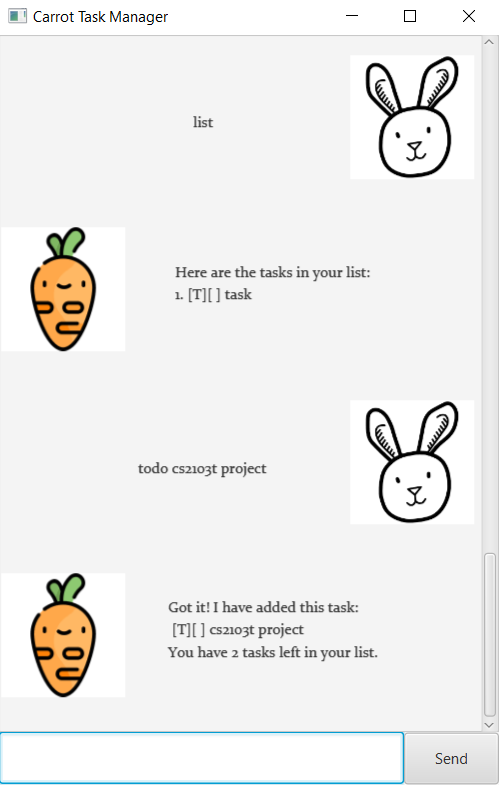 Carrot Task Manager
list
Here are the tasks in your list:
1. [T][ ] task
todo cs2103t project
Got it! I have added this task:
[T][ ] cs2103t project
You have 2 tasks left in your list.
Send